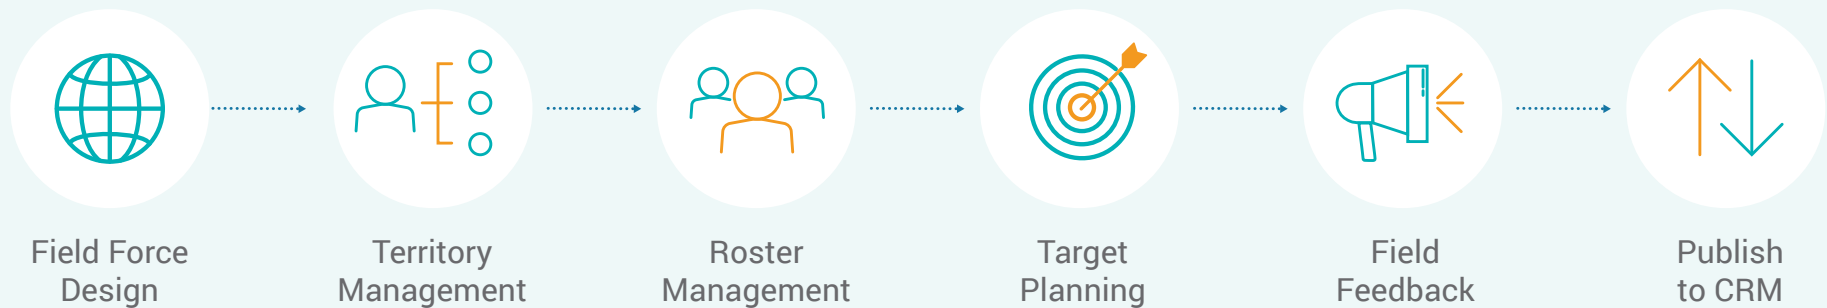 Field Force
Design
Territory
Management
Roster
Management
Target
Planning
Field
Feedback
Publish
to CRM